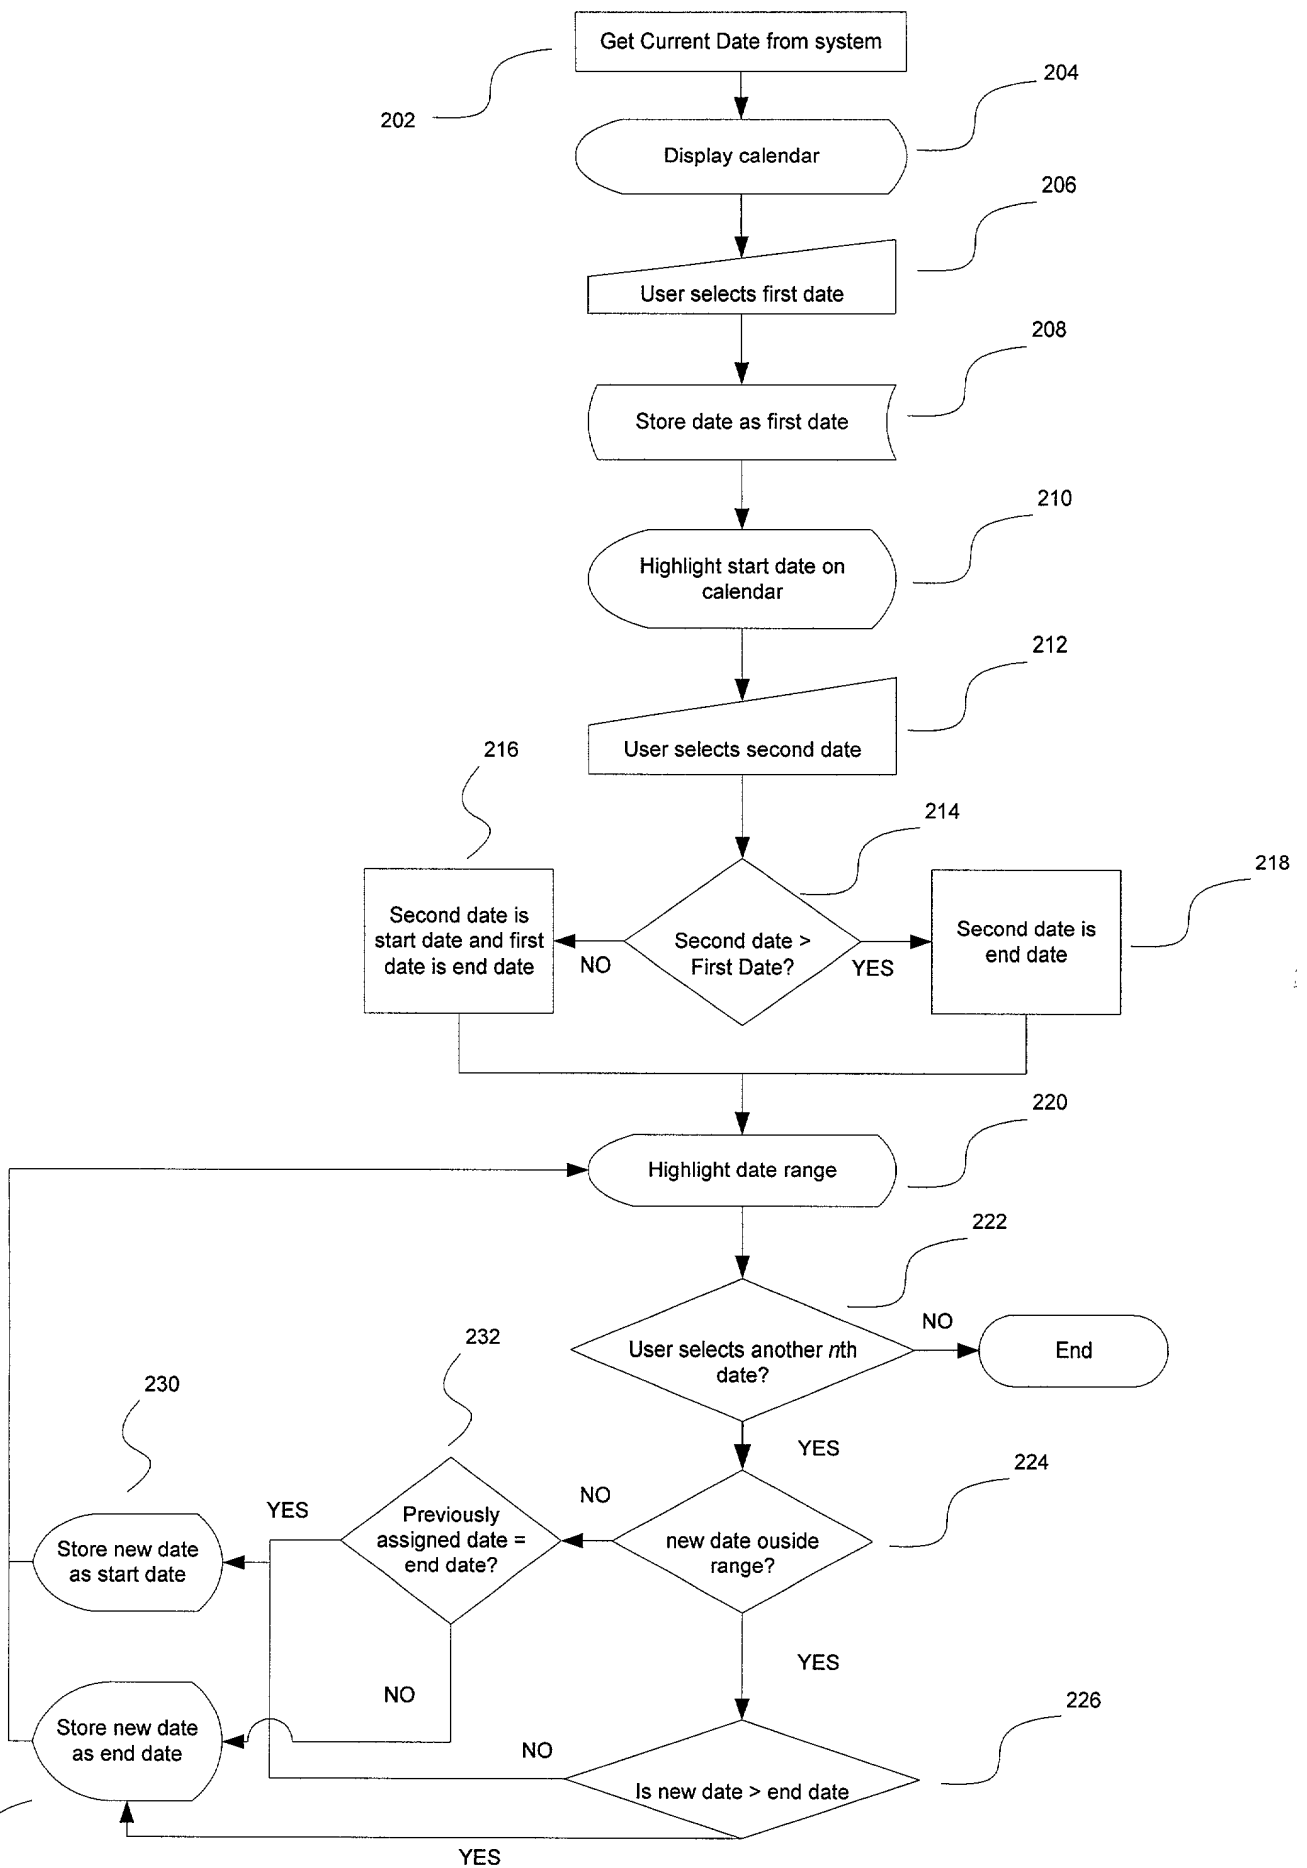 Get Current Date from system
202
204
Display calendar
206
User selects first date
208
Store date as first date
210
Highlight start date on
calendar
212
User selects second date
216
214
218
Second date is
start date and first
date is end date
NO
Second date >
First Date?
YES
Second date is
end date
220
Highlight date range
222
User selects another nth
date?
NO
End
232
230
YES
224
YES
Previously
assigned date =
end date?
NO
new date ouside
range?
Store new date
as start date
YES
NO
226
Store new date
as end date
NO
Is new date > end date
YES